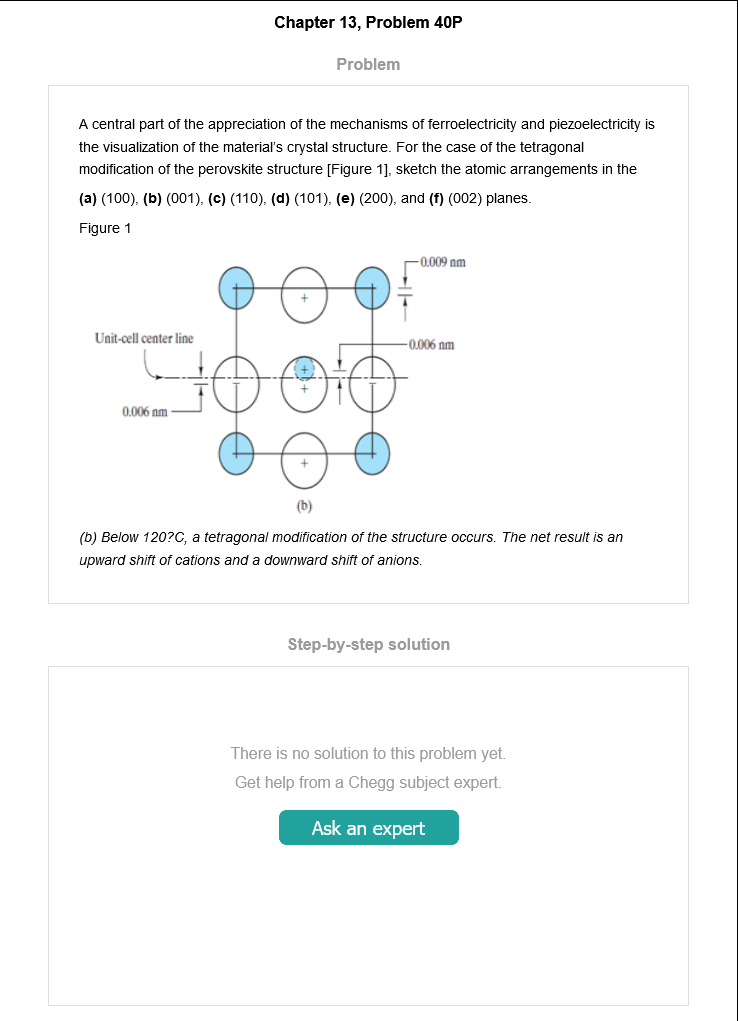 Chapter 13, Problem 40P
Problem
A central part of the appreciation of the mechanisms of ferroelectricity and piezoelectricity is
the visualization of the material's crystal structure. For the case of the tetragonal
modification of the perovskite structure [Figure 1], sketch the atomic arrangements in the
(a) (100), (b) (001), (c) (110), (d) (101), (e) (200), and (f) (002) planes.
Figure 1
0.009 nm
Unit-cell center line
0.006 nm
0.006 nm
(b)
(b) Below 120?C, a tetragonal modification of the structure occurs. The net result is an
upward shift of cations and a downward shift of anions.
Step-by-step solution
There is no solution to this problem yet.
Get help from a Chegg subject expert.
Ask an expert